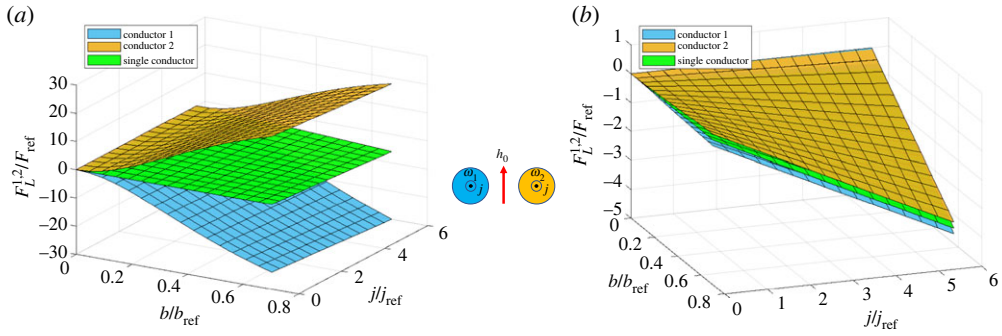 (a)
conductor 1
conductor 2
single conductor
30
20
10
0
−10
−20
−30
F_L^{1,2}/F_ref
0
0.2
0.4
0.6
0.8
b/b_ref
0
2
4
6
j/j_ref
h_0
ω_1
j
ω_2
j
(b)
conductor 1
conductor 2
single conductor
1
0
−1
−2
−3
−4
−5
F_L^{1,2}/F_ref
0
0.2
0.4
0.6
0.8
b/b_ref
0
1
2
3
4
5
6
j/j_ref